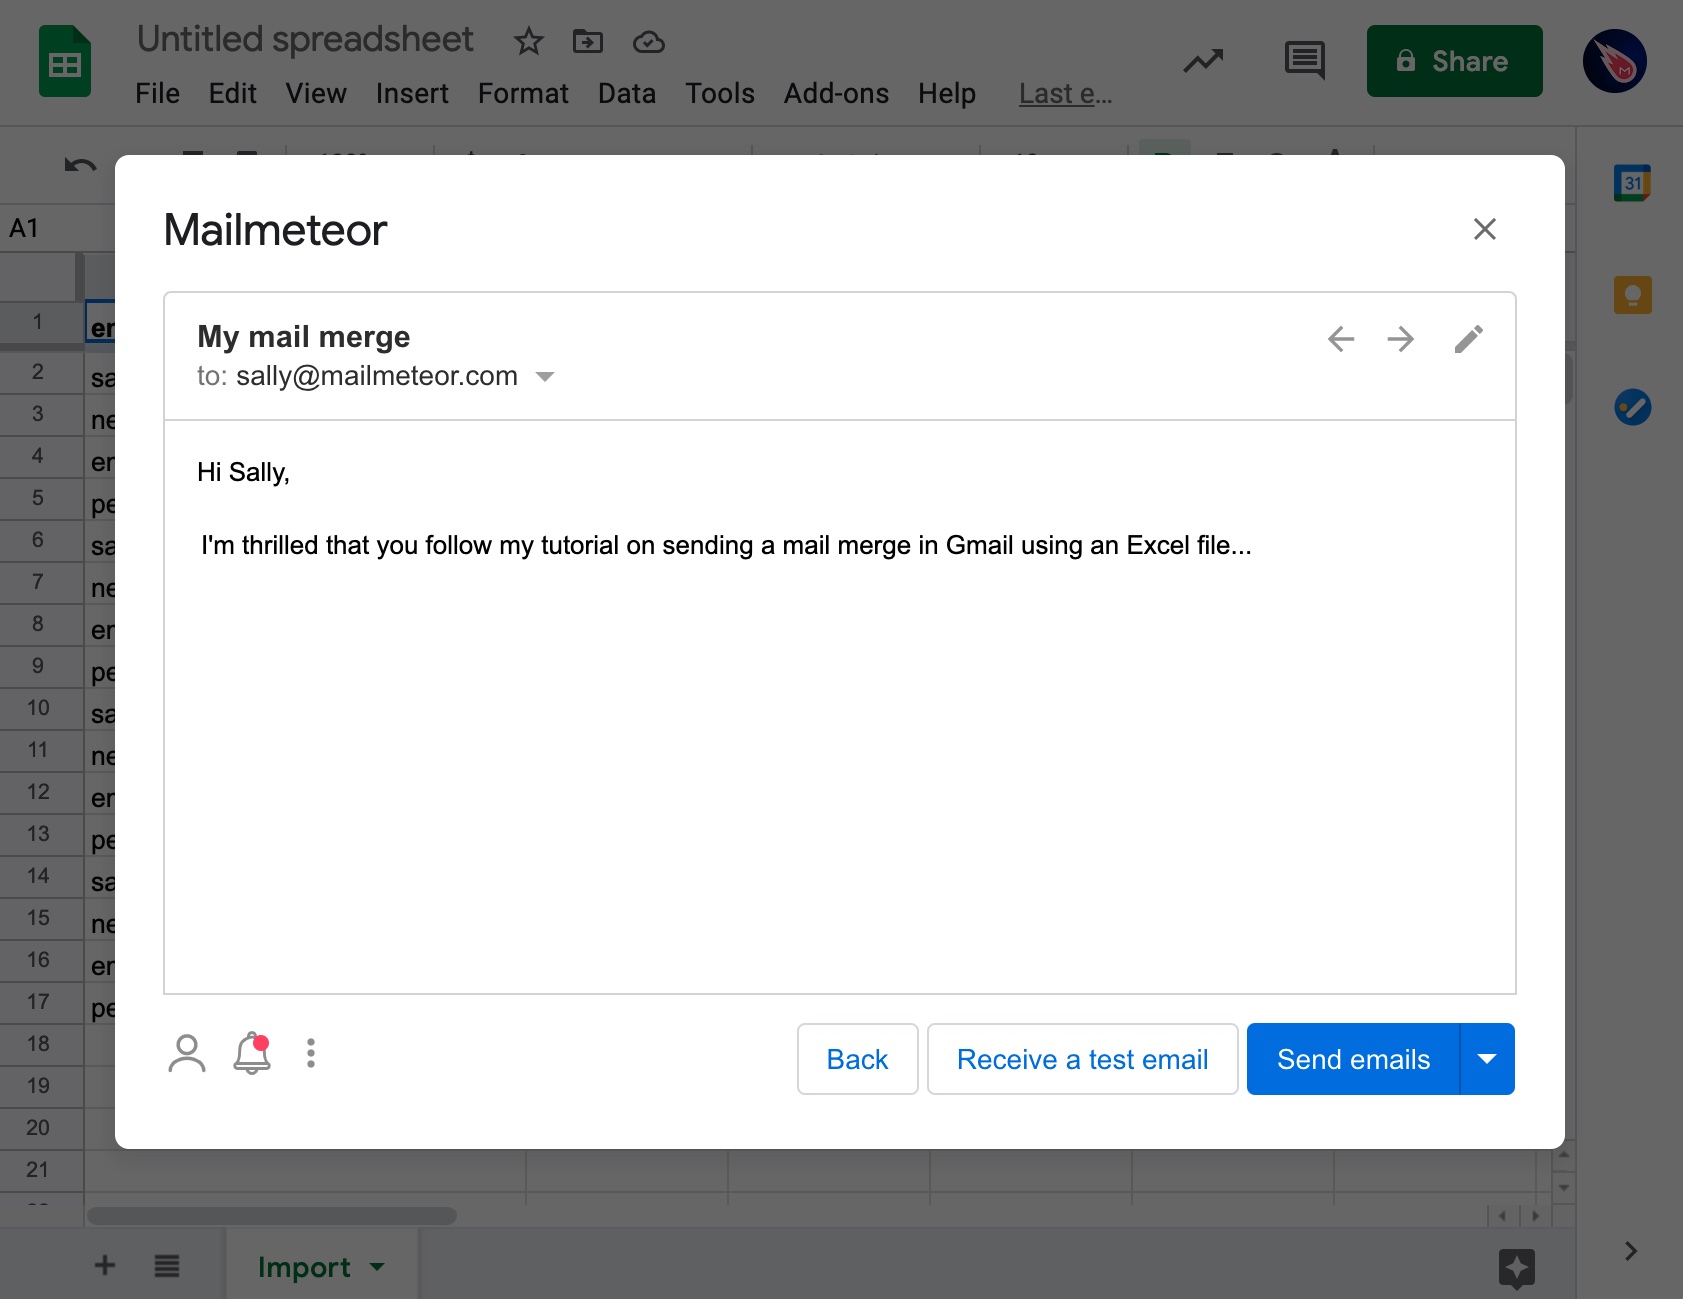 Untitled spreadsheet
File Edit View Insert Format Data Tools Add-ons Help Last e...
Share
A1
31
Mailmeteor
My mail merge
to: sally@mailmeteor.com
Hi Sally,
I'm thrilled that you follow my tutorial on sending a mail merge in Gmail using an Excel file...
Back
Receive a test email
Send emails
1 er
2 sa
3 ne
4 er
5 pe
6 sa
7 ne
8 er
9 pe
10 sa
11 ne
12 er
13 pe
14 sa
15 ne
16 er
17 pe
18
19
20
21
Import